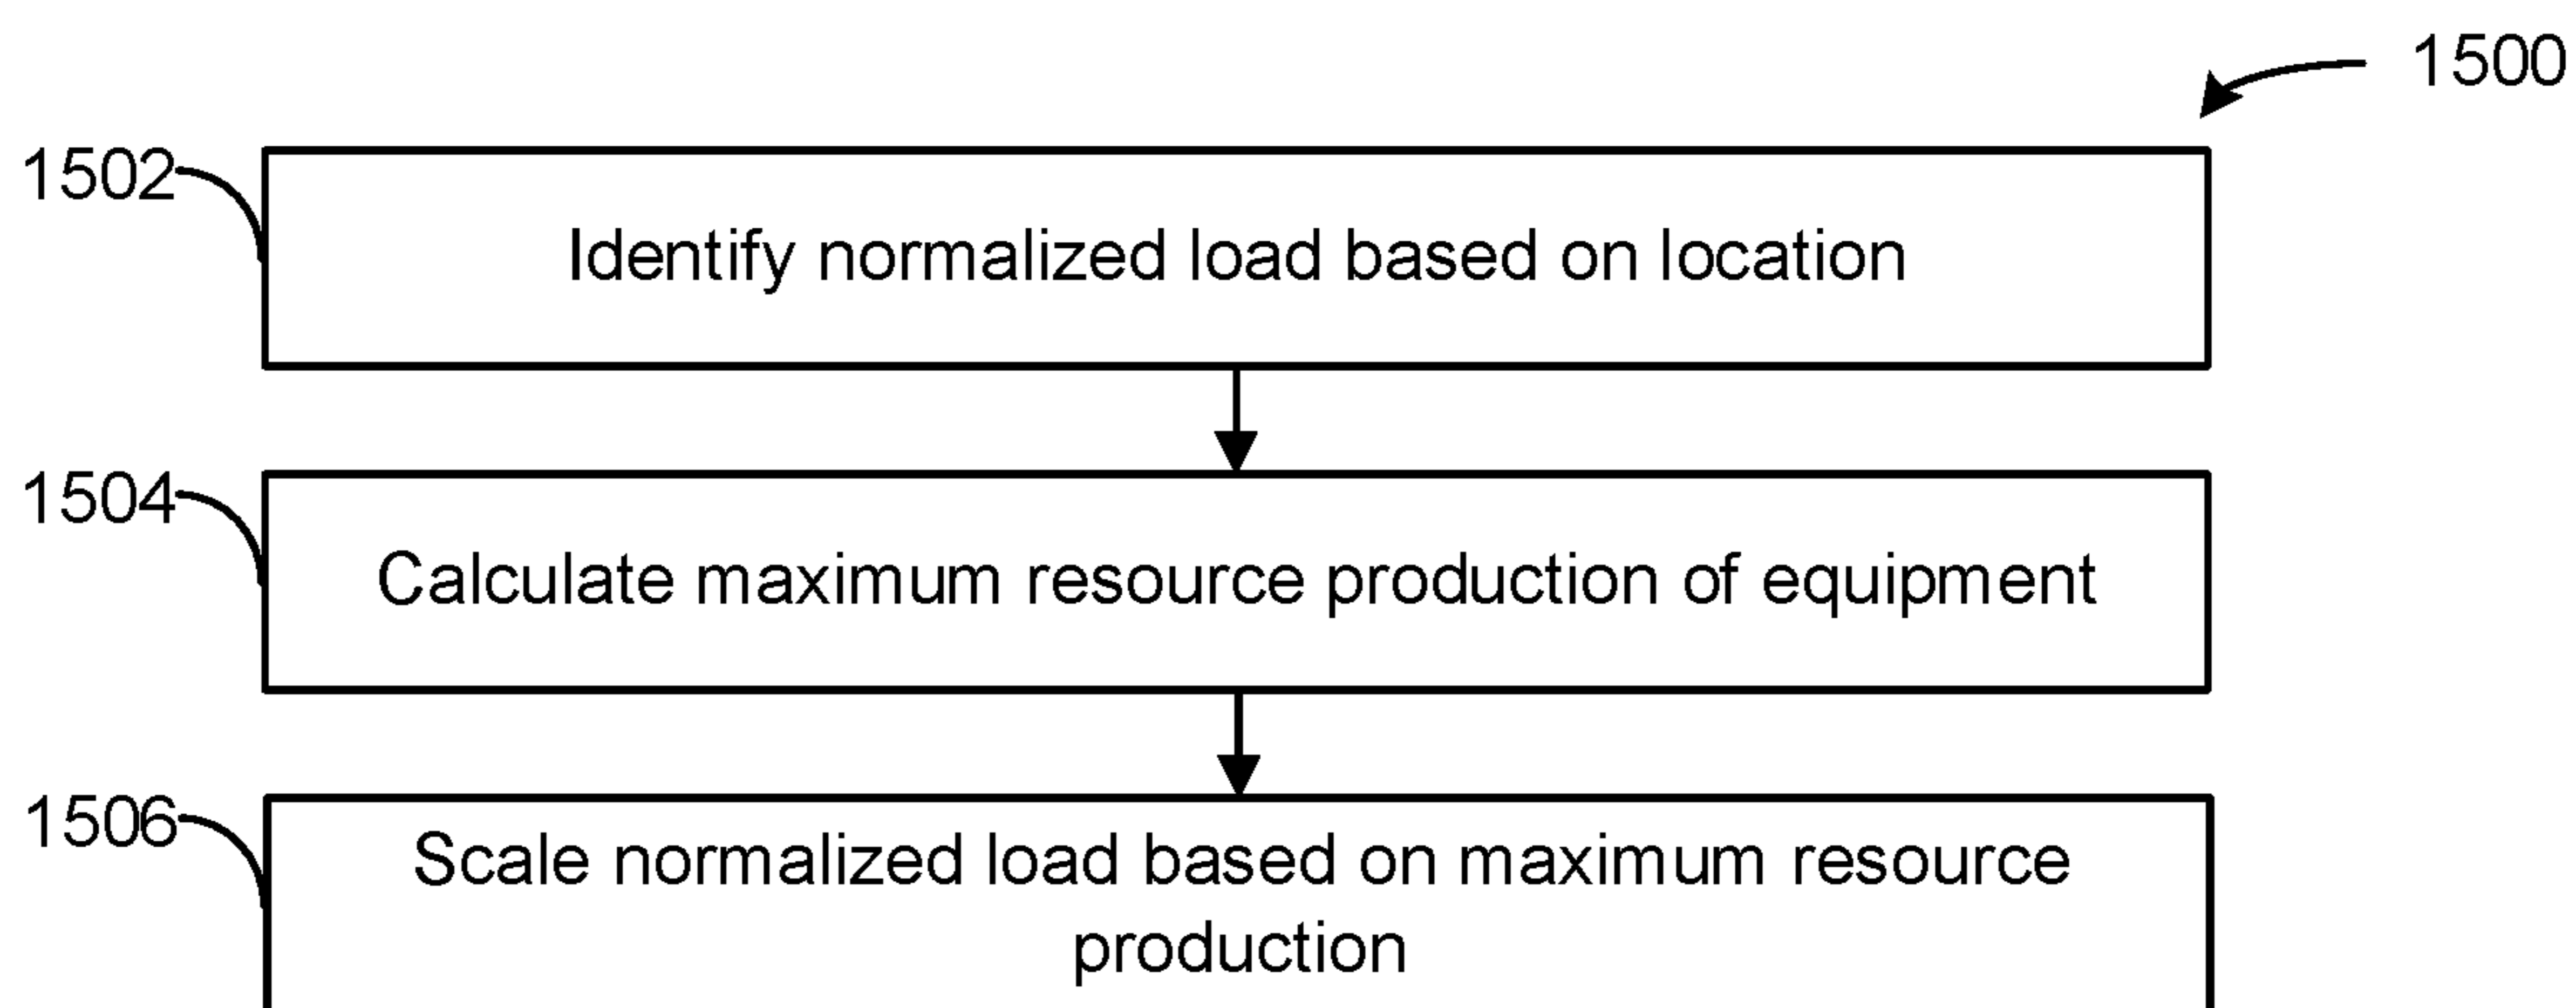 1500
1502
Identify normalized load based on location
1504
Calculate maximum resource production of equipment
1506
Scale normalized load based on maximum resource
production